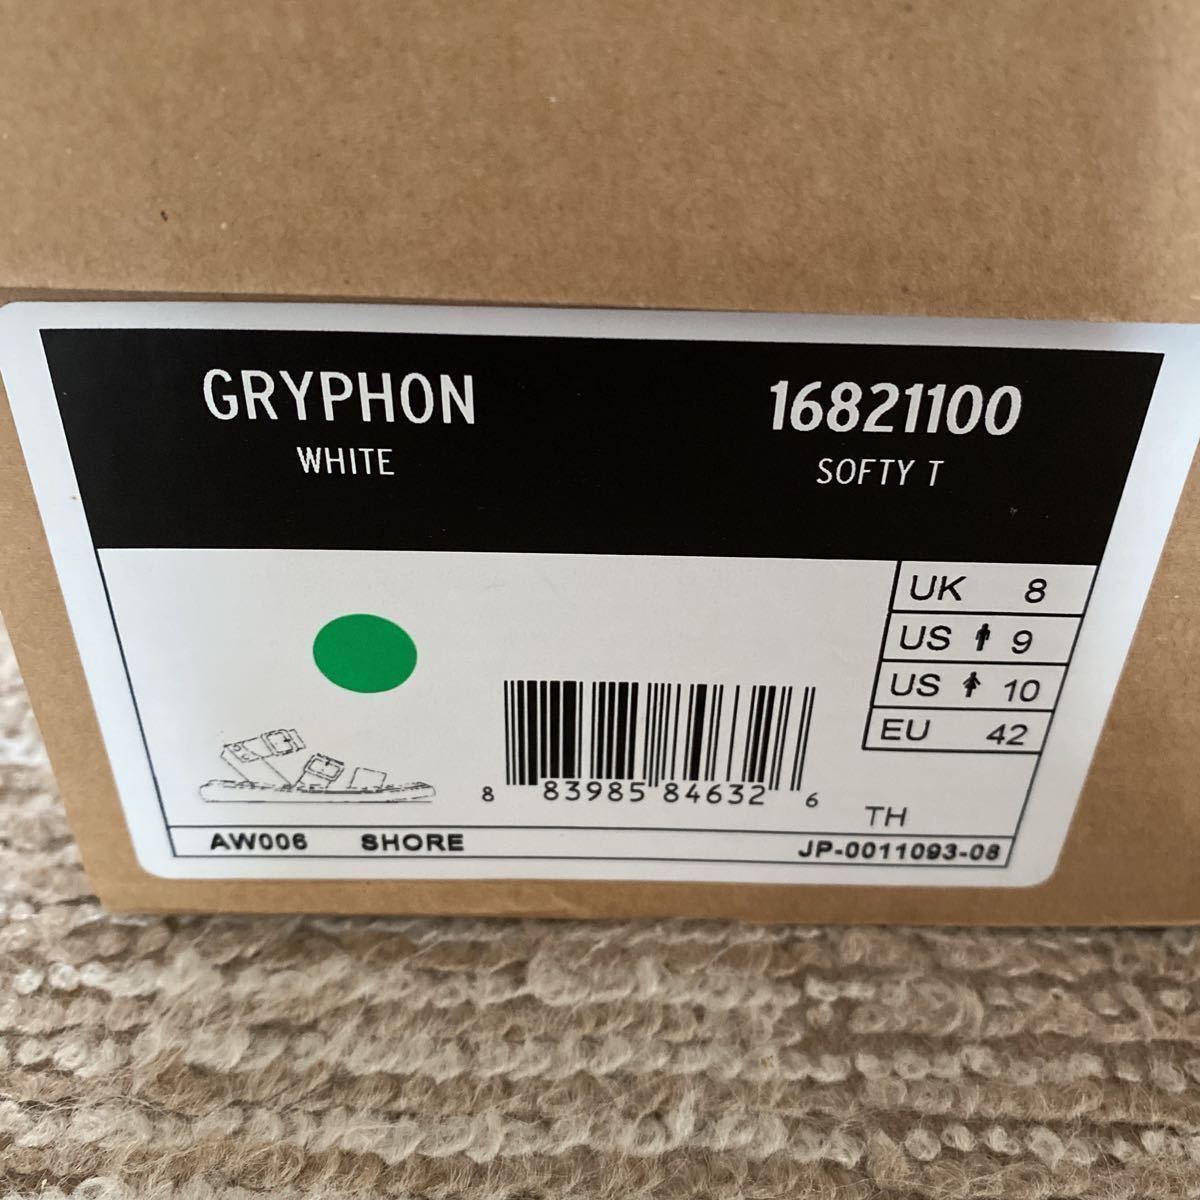 GRYPHON
WHITE
16821100
SOFTY T
UK 8
US 9
US 10
EU 42
8 83985 84632 6
TH
AW006 SHORE
JP-0011093-08